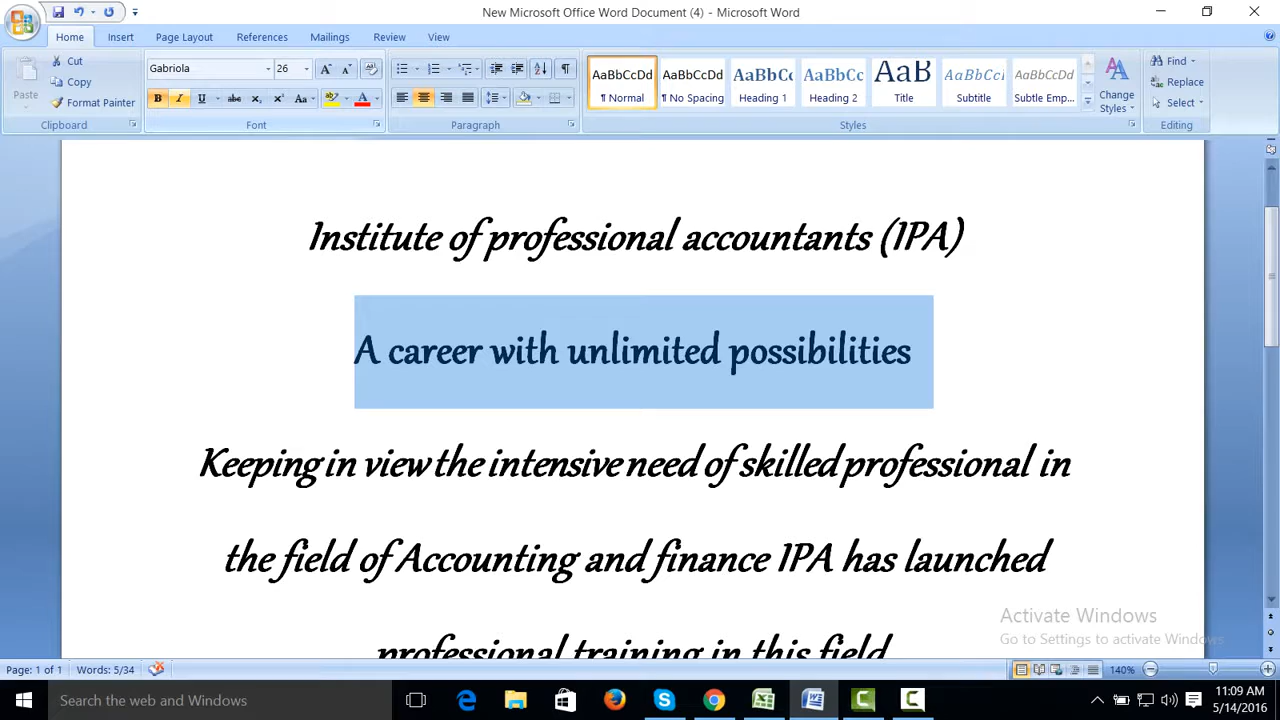 New Microsoft Office Word Document (4) - Microsoft Word
Home Insert Page Layout References Mailings Review View
Paste
Cut
Copy
Format Painter
Clipboard
Gabriola 26
Font
Paragraph
AaBbCcDd AaBbCcDd AaBbCc AaBbCc AaB AaBbCcI AaBbCcDd
¶ Normal ¶ No Spacing Heading 1 Heading 2 Title Subtitle Subtle Emp...
Change Styles
Styles
Find
Replace
Select
Editing
Institute of professional accountants (IPA)
A career with unlimited possibilities
Keeping in view the intensive need of skilled professional in
the field of Accounting and finance IPA has launched
professional training in this field
Activate Windows
Go to Settings to activate Windows
Page: 1 of 1 Words: 5/34 140%
Search the web and Windows
11:09 AM
5/14/2016